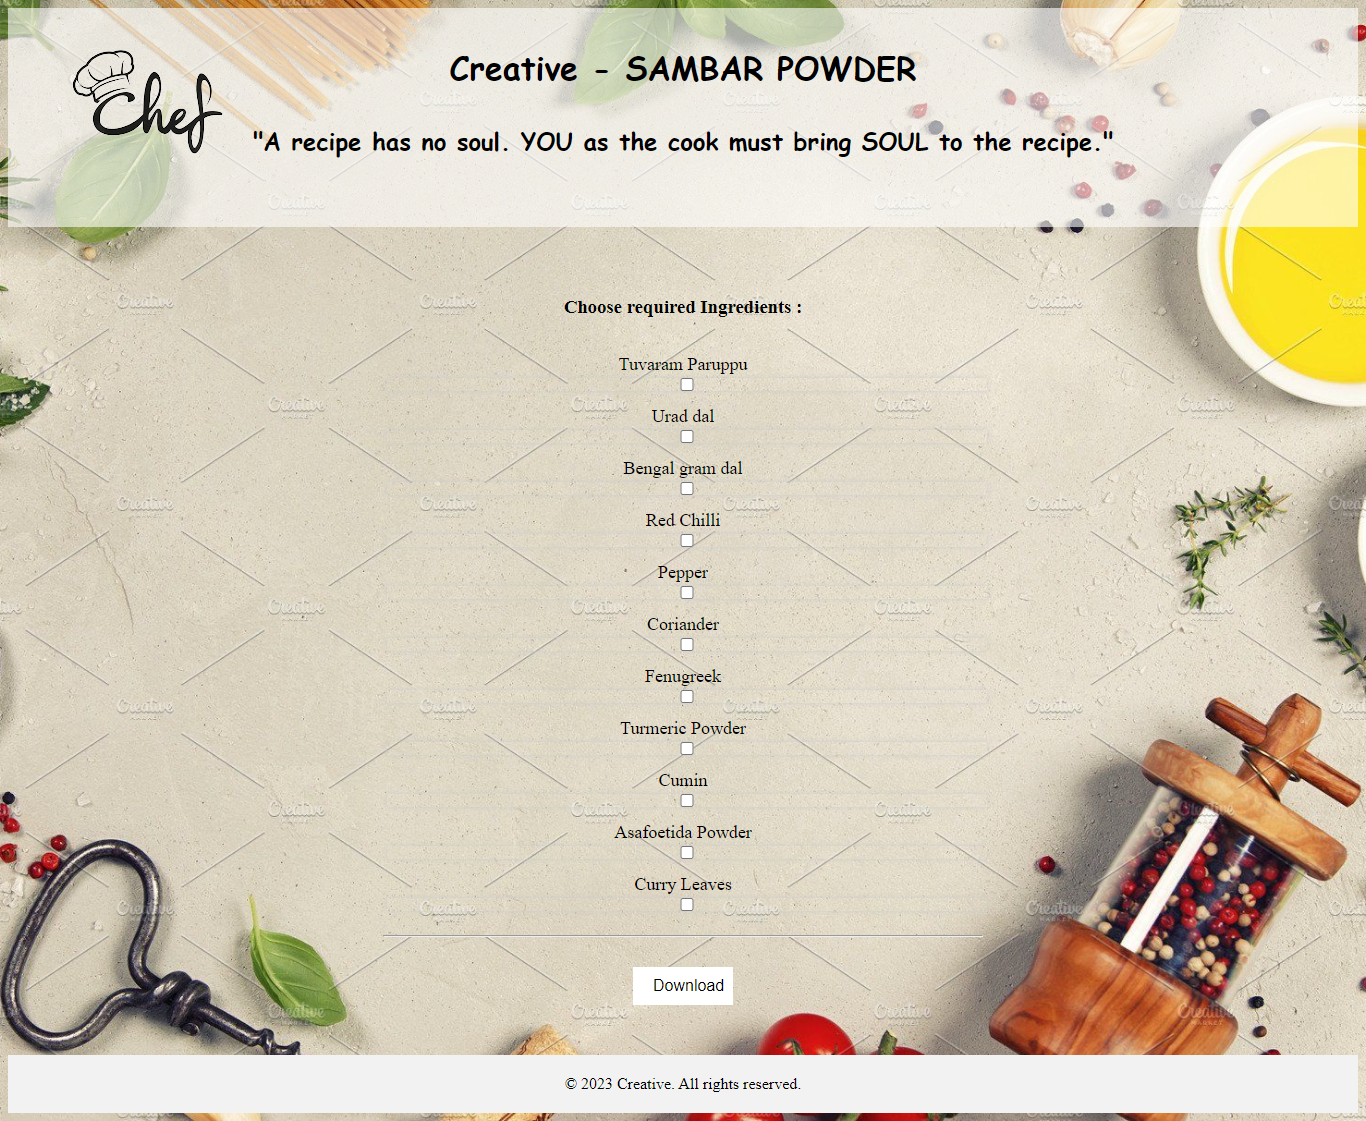 Chef
Creative - SAMBAR POWDER
"A recipe has no soul. YOU as the cook must bring SOUL to the recipe."
Choose required Ingredients :
Tuvaram Paruppu
Urad dal
Bengal gram dal
Red Chilli
Pepper
Coriander
Fenugreek
Turmeric Powder
Cumin
Asafoetida Powder
Curry Leaves
Download
© 2023 Creative. All rights reserved.